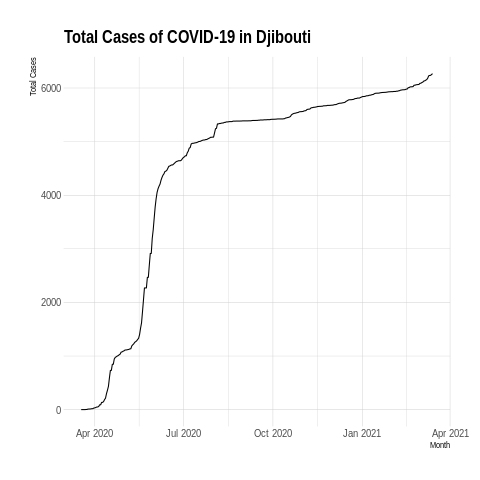 Total Cases of COVID-19 in Djibouti
Total Cases
6000
4000
2000
0
Apr 2020 Jul 2020 Oct 2020 Jan 2021 Apr 2021
Month